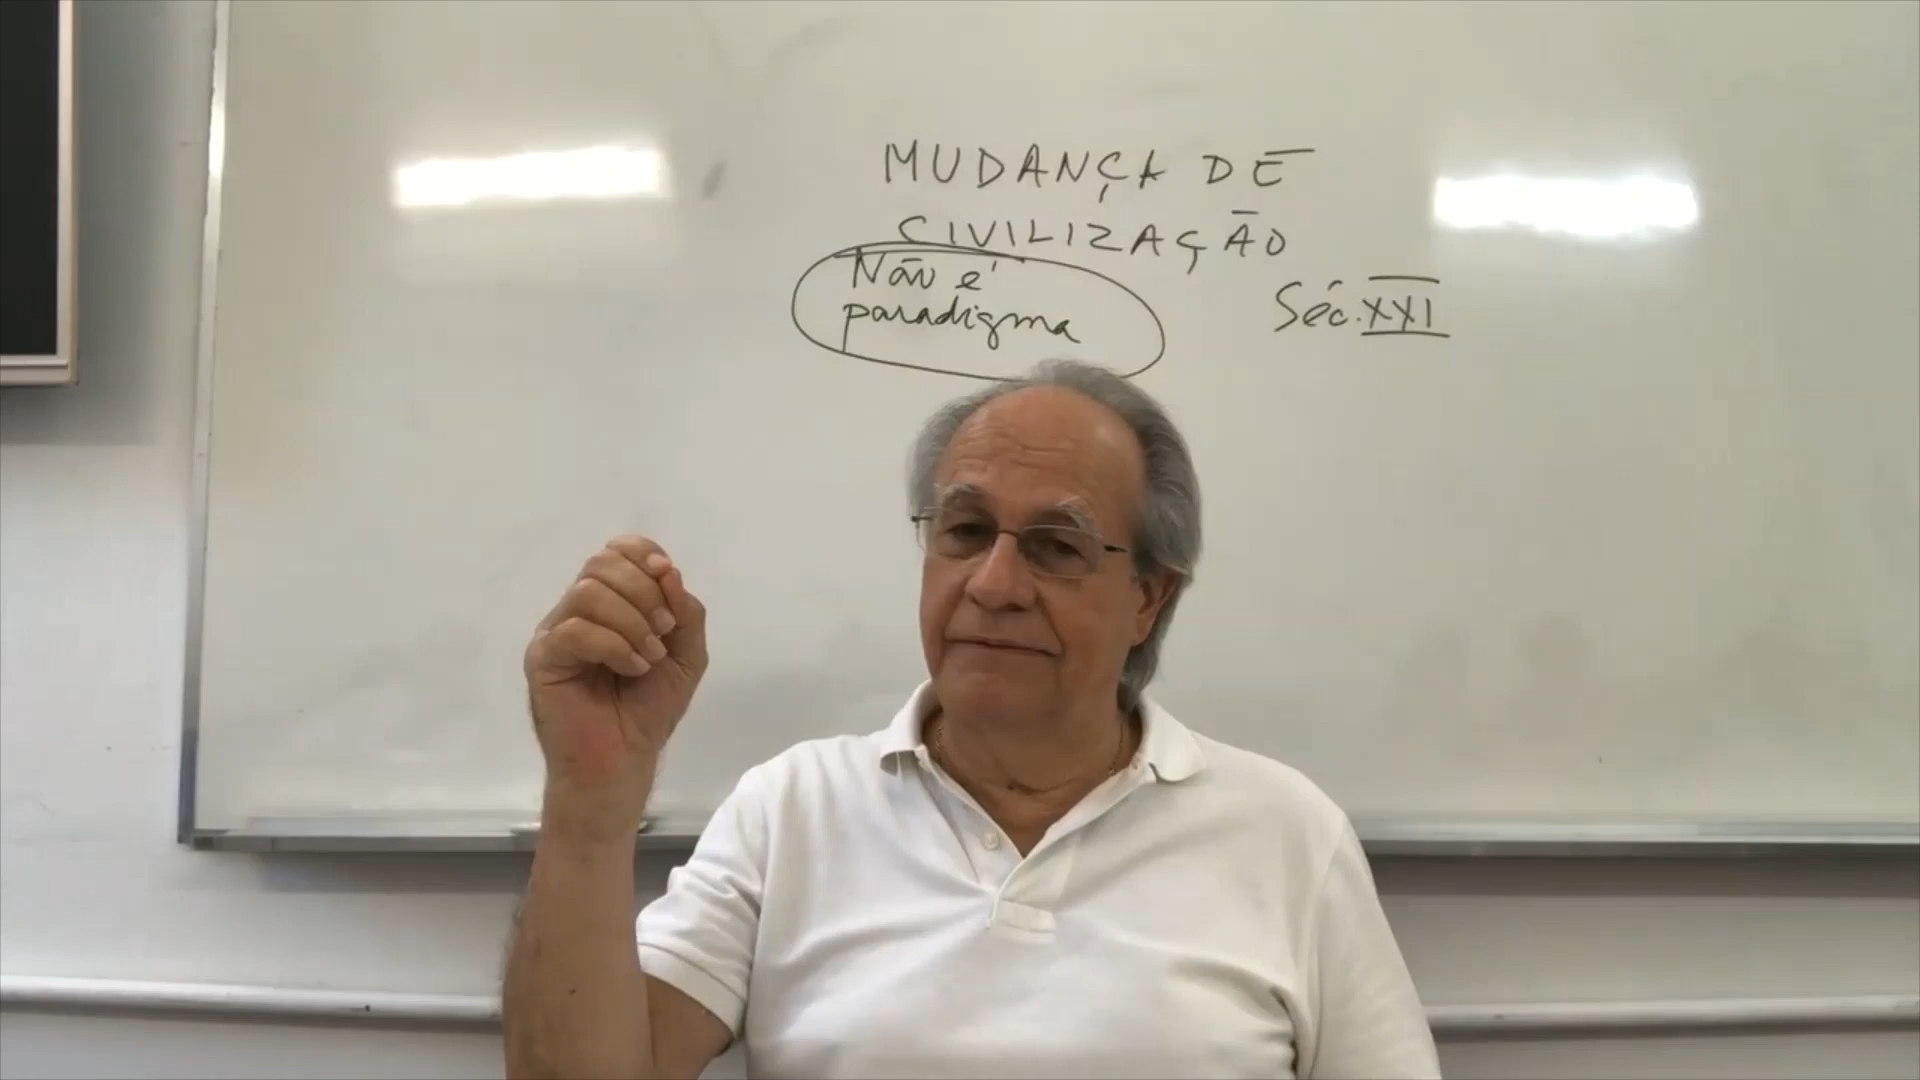 MUDANÇA DE
CIVILIZAÇÃO
Não é
paradigma
Séc. XXI